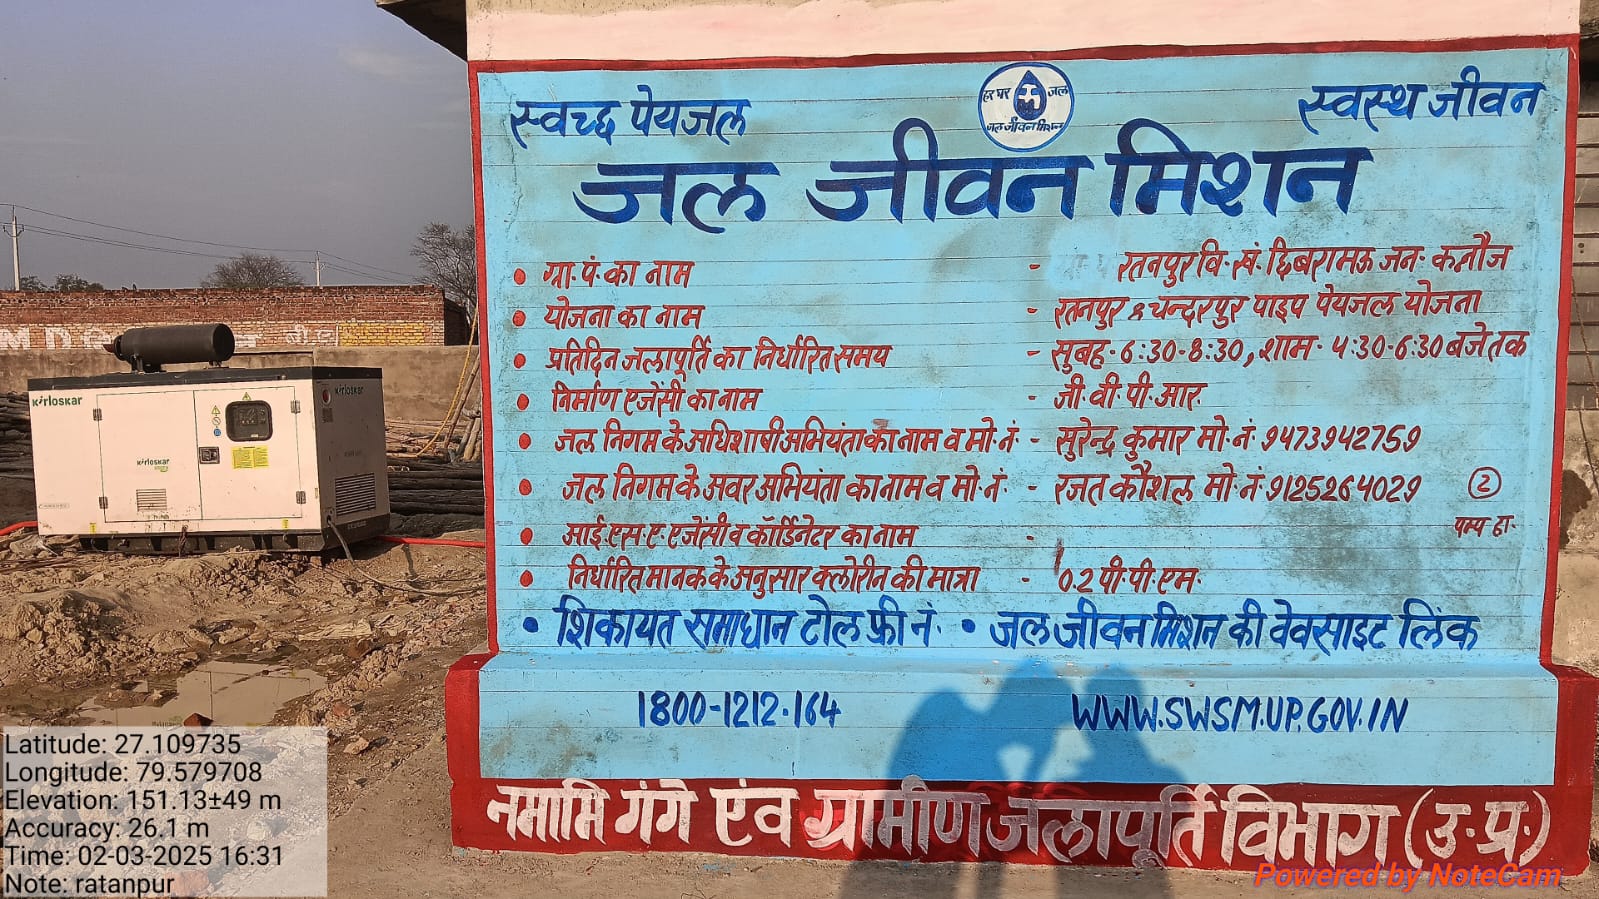 स्वच्छ पेयजल
हर घर जल
जल जीवन मिशन
स्वस्थ जीवन
जल जीवन मिशन
• ग्रा॰ पं॰ का नाम - रतनपुर वि॰ खं॰ छिबरामऊ जन॰ कन्नौज
• योजना का नाम - रतनपुर & चन्दरपुर पाइप पेयजल योजना
• प्रतिदिन जलापूर्ति का निर्धारित समय - सुबह- 6:30-8:30, शाम- 4:30-6:30 बजे तक
• निर्माण एजेंसी का नाम - जी॰ वी॰ पी॰ आर॰
• जल निगम के अधिशाषी अभियंता का नाम व मो॰ नं॰ - सुरेन्द्र कुमार मो॰ नं॰ 9473942759
• जल निगम के अवर अभियंता का नाम व मो॰ नं॰ - रजत कौशल मो॰ नं॰ 9125264029
2
पम्प हा॰
• आई॰ एस॰ ए॰ एजेंसी व कॉर्डिनेटर का नाम -
• निर्धारित मानक के अनुसार क्लोरीन की मात्रा - 0.2 पी॰ पी॰ एम॰
• शिकायत समाधान टोल फ्री नं॰ • जल जीवन मिशन की वेवसाइट लिंक
1800-1212-164 WWW.SWSM.UP.GOV.IN
नमामि गंगे एंव ग्रामीण जलापूर्ति विभाग (उ॰ प्र॰)
Kirloskar
Kirloskar
Kirloskar
Latitude: 27.109735
Longitude: 79.579708
Elevation: 151.13±49 m
Accuracy: 26.1 m
Time: 02-03-2025 16:31
Note: ratanpur
Powered by NoteCam